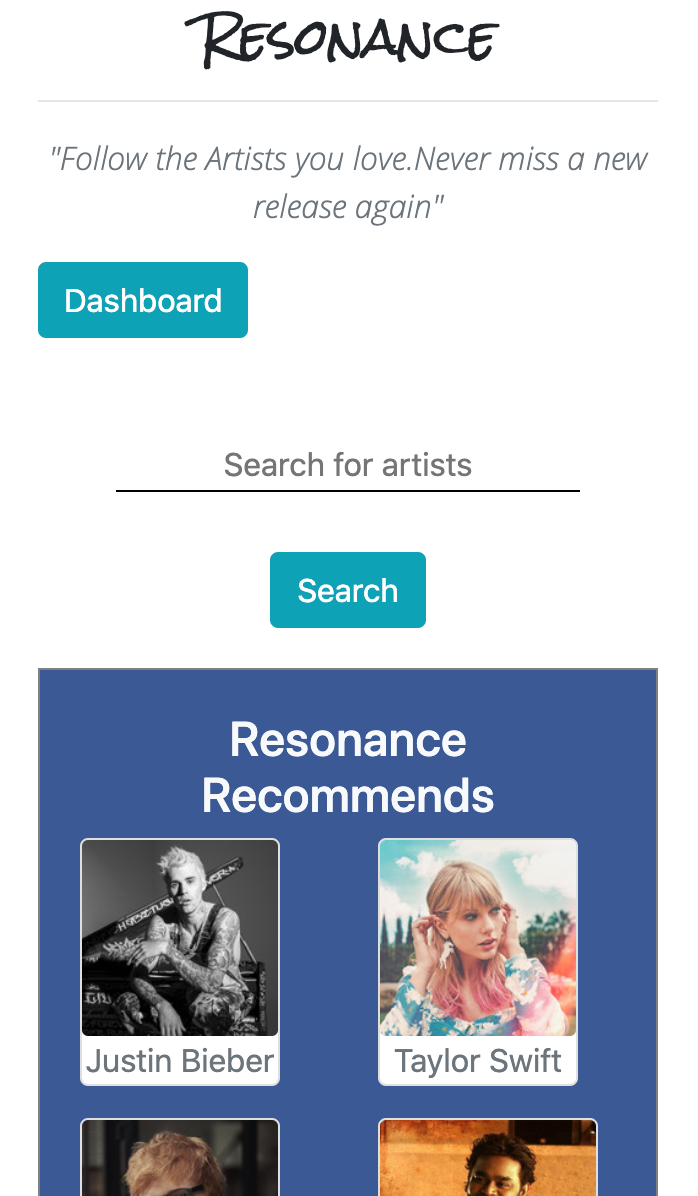 Resonance
"Follow the Artists you love.Never miss a new
release again"
Dashboard
Search for artists
Search
Resonance
Recommends
Justin Bieber
Taylor Swift